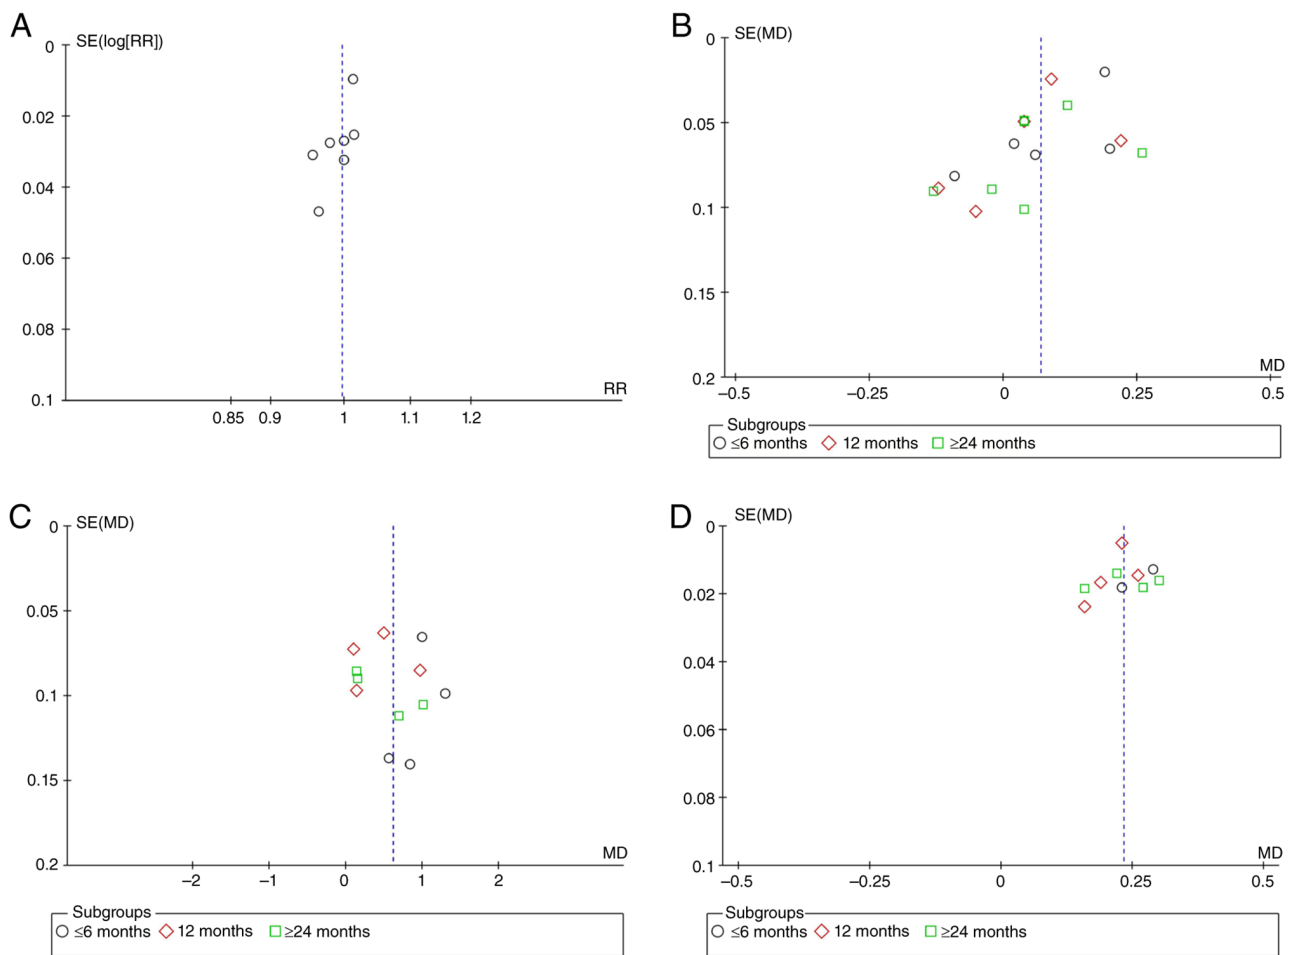 A
SE(log[RR])
0
0.02
0.04
0.06
0.08
0.1
RR
0.85 0.9 1 1.1 1.2
B
SE(MD)
0
0.05
0.1
0.15
0.2
MD
−0.5 −0.25 0 0.25 0.5
Subgroups
≤6 months 12 months ≥24 months
C
SE(MD)
0
0.05
0.1
0.15
0.2
MD
−2 −1 0 1 2
Subgroups
≤6 months 12 months ≥24 months
D
SE(MD)
0
0.02
0.04
0.06
0.08
0.1
MD
−0.5 −0.25 0 0.25 0.5
Subgroups
≤6 months 12 months ≥24 months